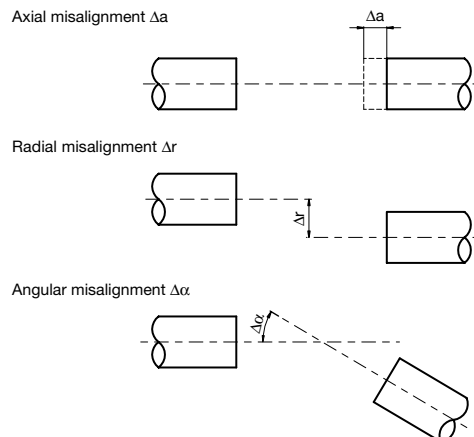 Axial misalignment Δa
Δa
Radial misalignment Δr
Δr
Angular misalignment Δα
Δα